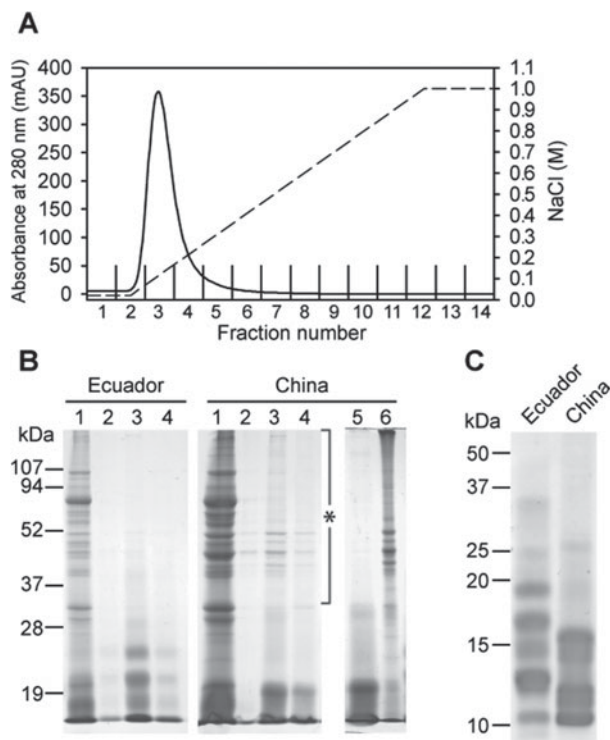 A
Absorbance at 280 nm (mAU)
400
350
300
250
200
150
100
50
0
1.1
1.0
0.9
0.8
0.7
0.6
0.5
0.4
0.3
0.2
0.1
0.0
NaCl (M)
1 2 3 4 5 6 7 8 9 10 11 12 13 14
Fraction number
B
Ecuador China
1 2 3 4 1 2 3 4 5 6
kDa
107
94
52
37
28
19
*
C
Ecuador
China
kDa
50
37
25
20
15
10